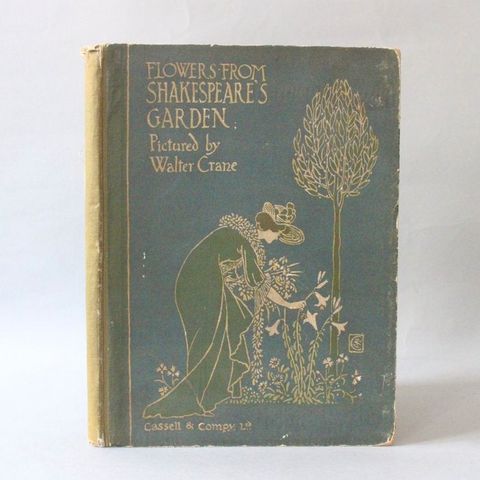 FLOWERS FROM
SHAKESPEARE'S
GARDEN.
Pictured by
Walter Crane
Cassell & Compy. Ld.